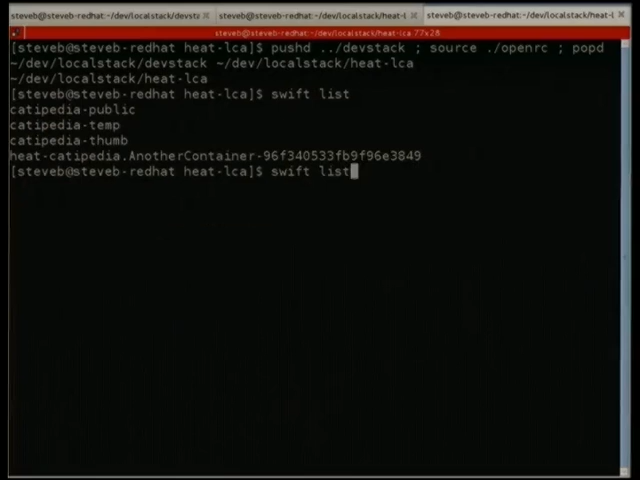 steveb@steveb-redhat:~/dev/localstack/devsta
steveb@steveb-redhat:~/dev/localstack/heat-l
steveb@steveb-redhat:~/dev/localstack/heat-l
steveb@steveb-redhat:~/dev/localstack/heat-lca 77x28
[steveb@steveb-redhat heat-lca]$ pushd ../devstack ; source ./openrc ; popd
~/dev/localstack/devstack ~/dev/localstack/heat-lca
~/dev/localstack/heat-lca
[steveb@steveb-redhat heat-lca]$ swift list
catipedia-public
catipedia-temp
catipedia-thumb
heat-catipedia.AnotherContainer-96f340533fb9f96e3849
[steveb@steveb-redhat heat-lca]$ swift list